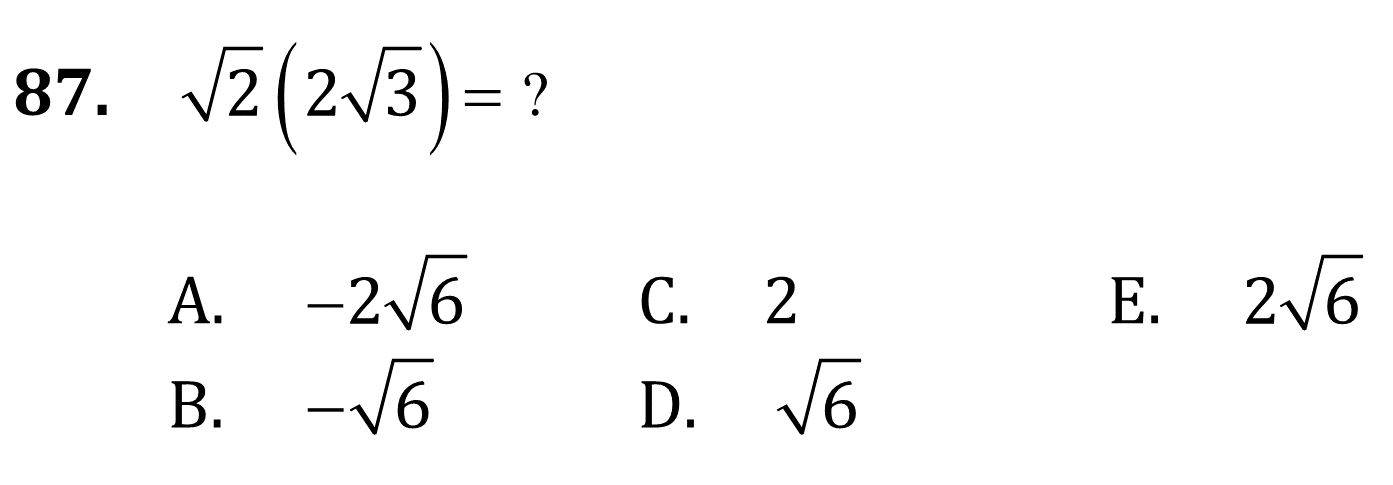 87. √2(2√3) = ?
A. −2√6 C. 2 E. 2√6
B. −√6 D. √6